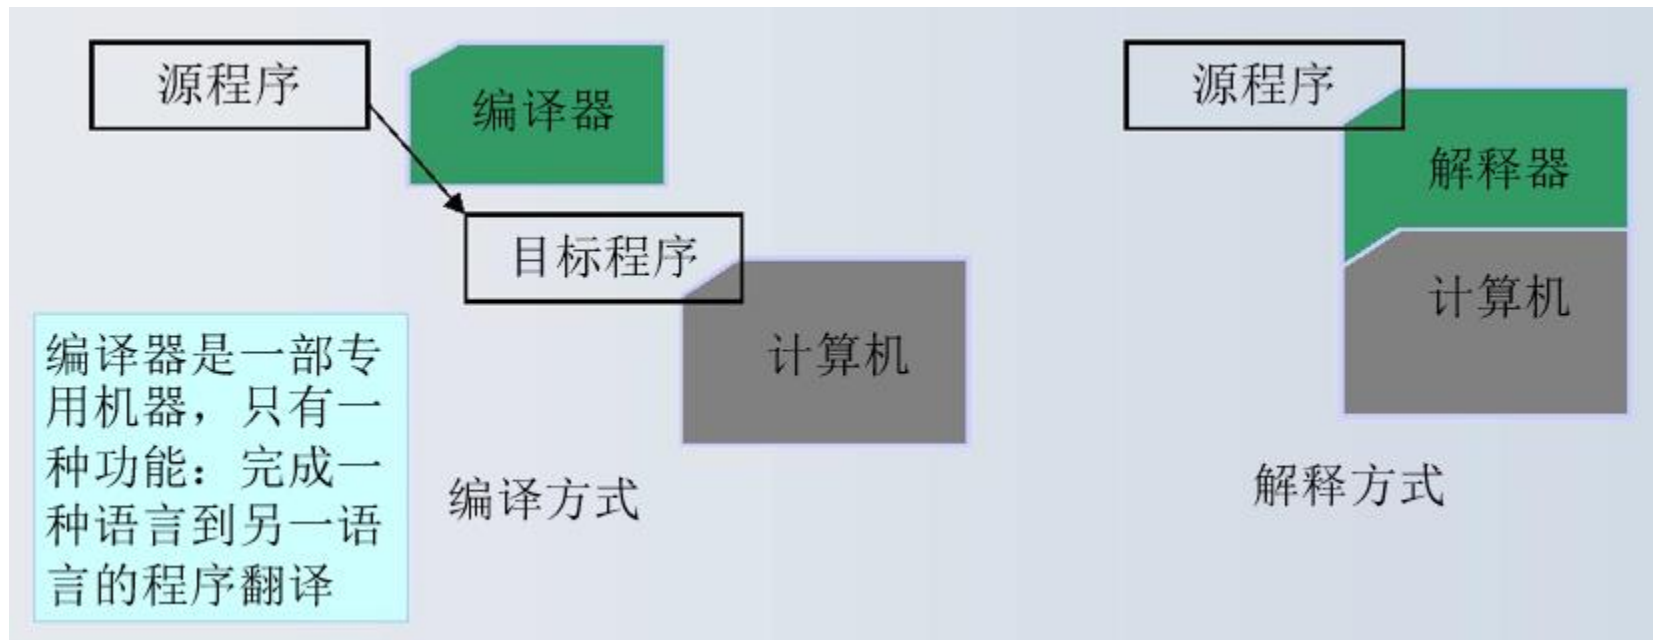 源程序
编译器
目标程序
计算机
编译器是一部专
用机器，只有一
种功能：完成一
种语言到另一语
言的程序翻译
编译方式
源程序
解释器
计算机
解释方式